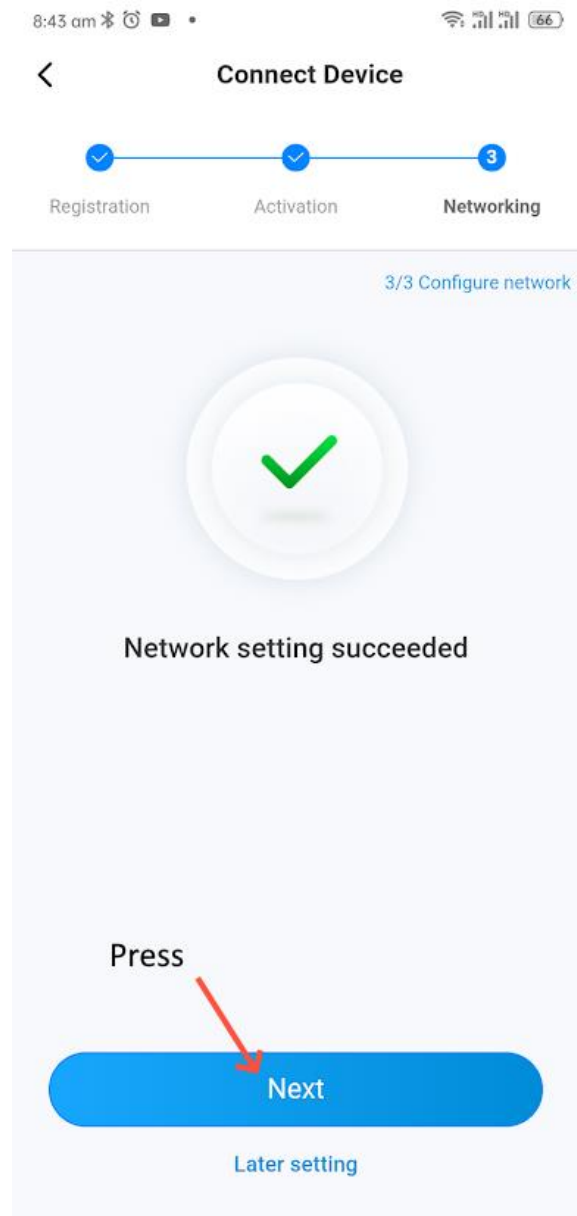 8:43 am 66
Connect Device
3
Registration Activation Networking
3/3 Configure network
Network setting succeeded
Press
Next
Later setting